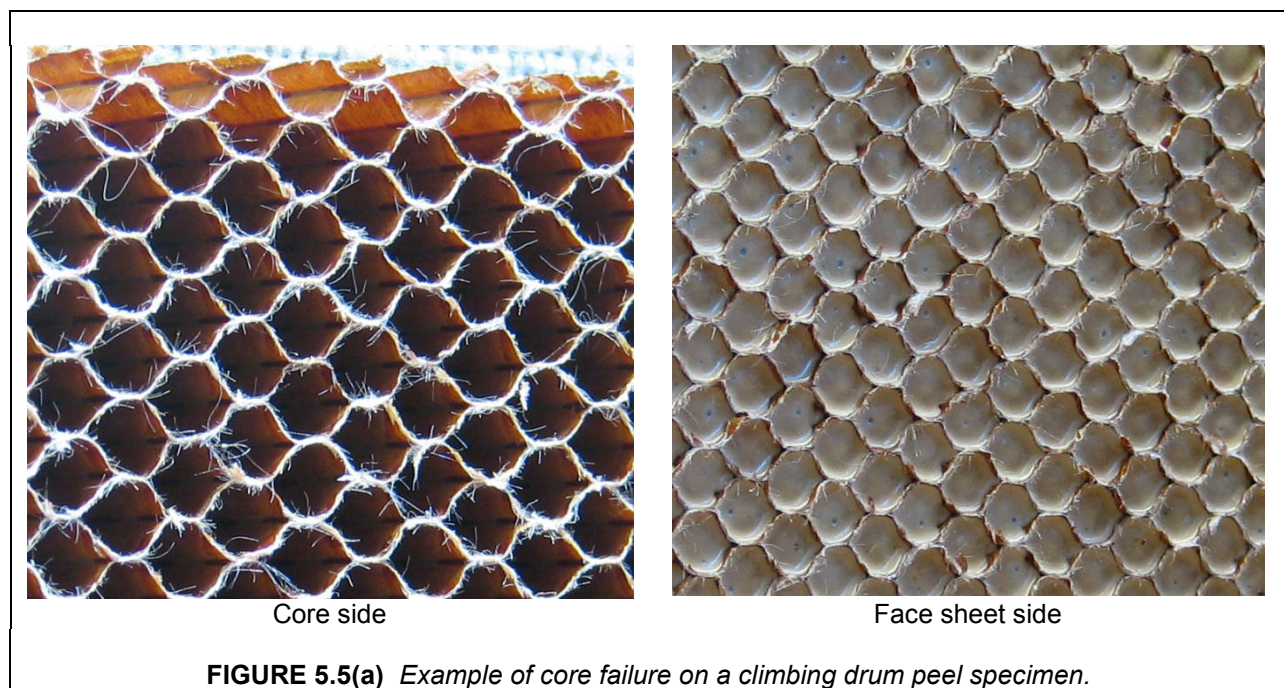 Core side
Face sheet side
FIGURE 5.5(a) Example of core failure on a climbing drum peel specimen.